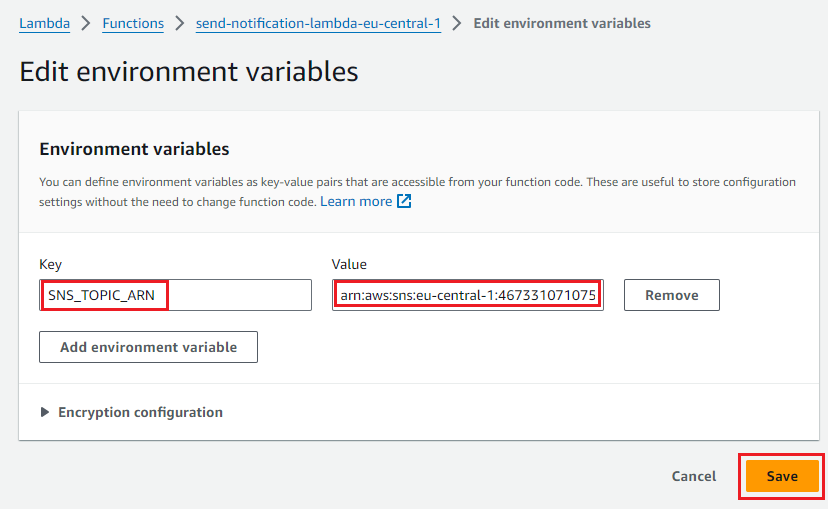 Lambda > Functions > send-notification-lambda-eu-central-1 > Edit environment variables
Edit environment variables
Environment variables
You can define environment variables as key-value pairs that are accessible from your function code. These are useful to store configuration
settings without the need to change function code. Learn more
Key Value
SNS_TOPIC_ARN arn:aws:sns:eu-central-1:467331071075 Remove
Add environment variable
Encryption configuration
Cancel Save